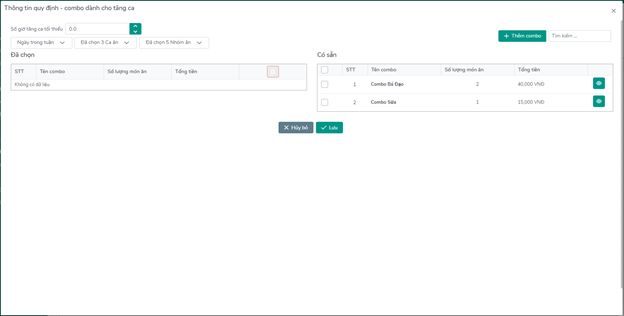 Thông tin quy định - combo dành cho tăng ca
Số giờ tăng ca tối thiểu 0.0
Ngày trong tuần Đã chọn 3 Ca ăn Đã chọn 5 Nhóm ăn
Thêm combo Tìm kiếm ...
Đã chọn
STT Tên combo Số lượng món ăn Tổng tiền
Không có dữ liệu
Có sẵn
STT Tên combo Số lượng món ăn Tổng tiền
1 Combo Bá Đạo 2 40,000 VNĐ
2 Combo Sữa 1 15,000 VNĐ
Hủy bỏ Lưu